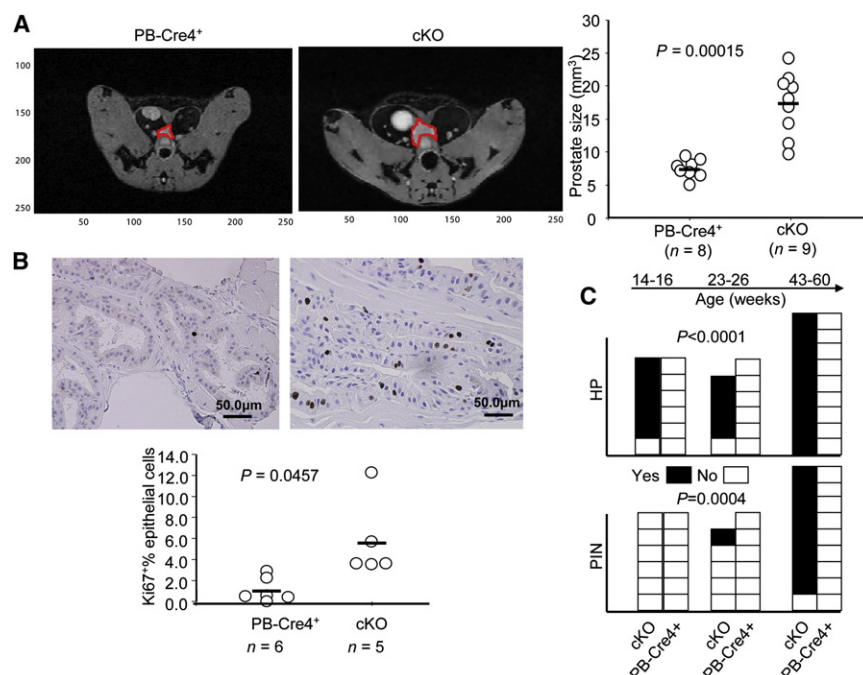 A
PB-Cre4+
cKO
100
150
200
250
50 100 150 200 250
50 100 150 200 250
Prostate size (mm³)
30
25
20
15
10
5
0
P = 0.00015
PB-Cre4+ cKO
(n = 8) (n = 9)
B
50.0μm
50.0μm
Ki67+% epithelial cells
14.0
12.0
10.0
8.0
6.0
4.0
2.0
0.0
P = 0.0457
PB-Cre4+ cKO
n = 6 n = 5
C
14-16 23-26 43-60
Age (weeks)
P<0.0001
HP
Yes No
P=0.0004
PIN
cKO PB-Cre4+ cKO PB-Cre4+ cKO PB-Cre4+